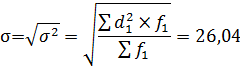 σ=√σ² = √(∑ d₁² × f₁ / ∑ f₁) = 26,04